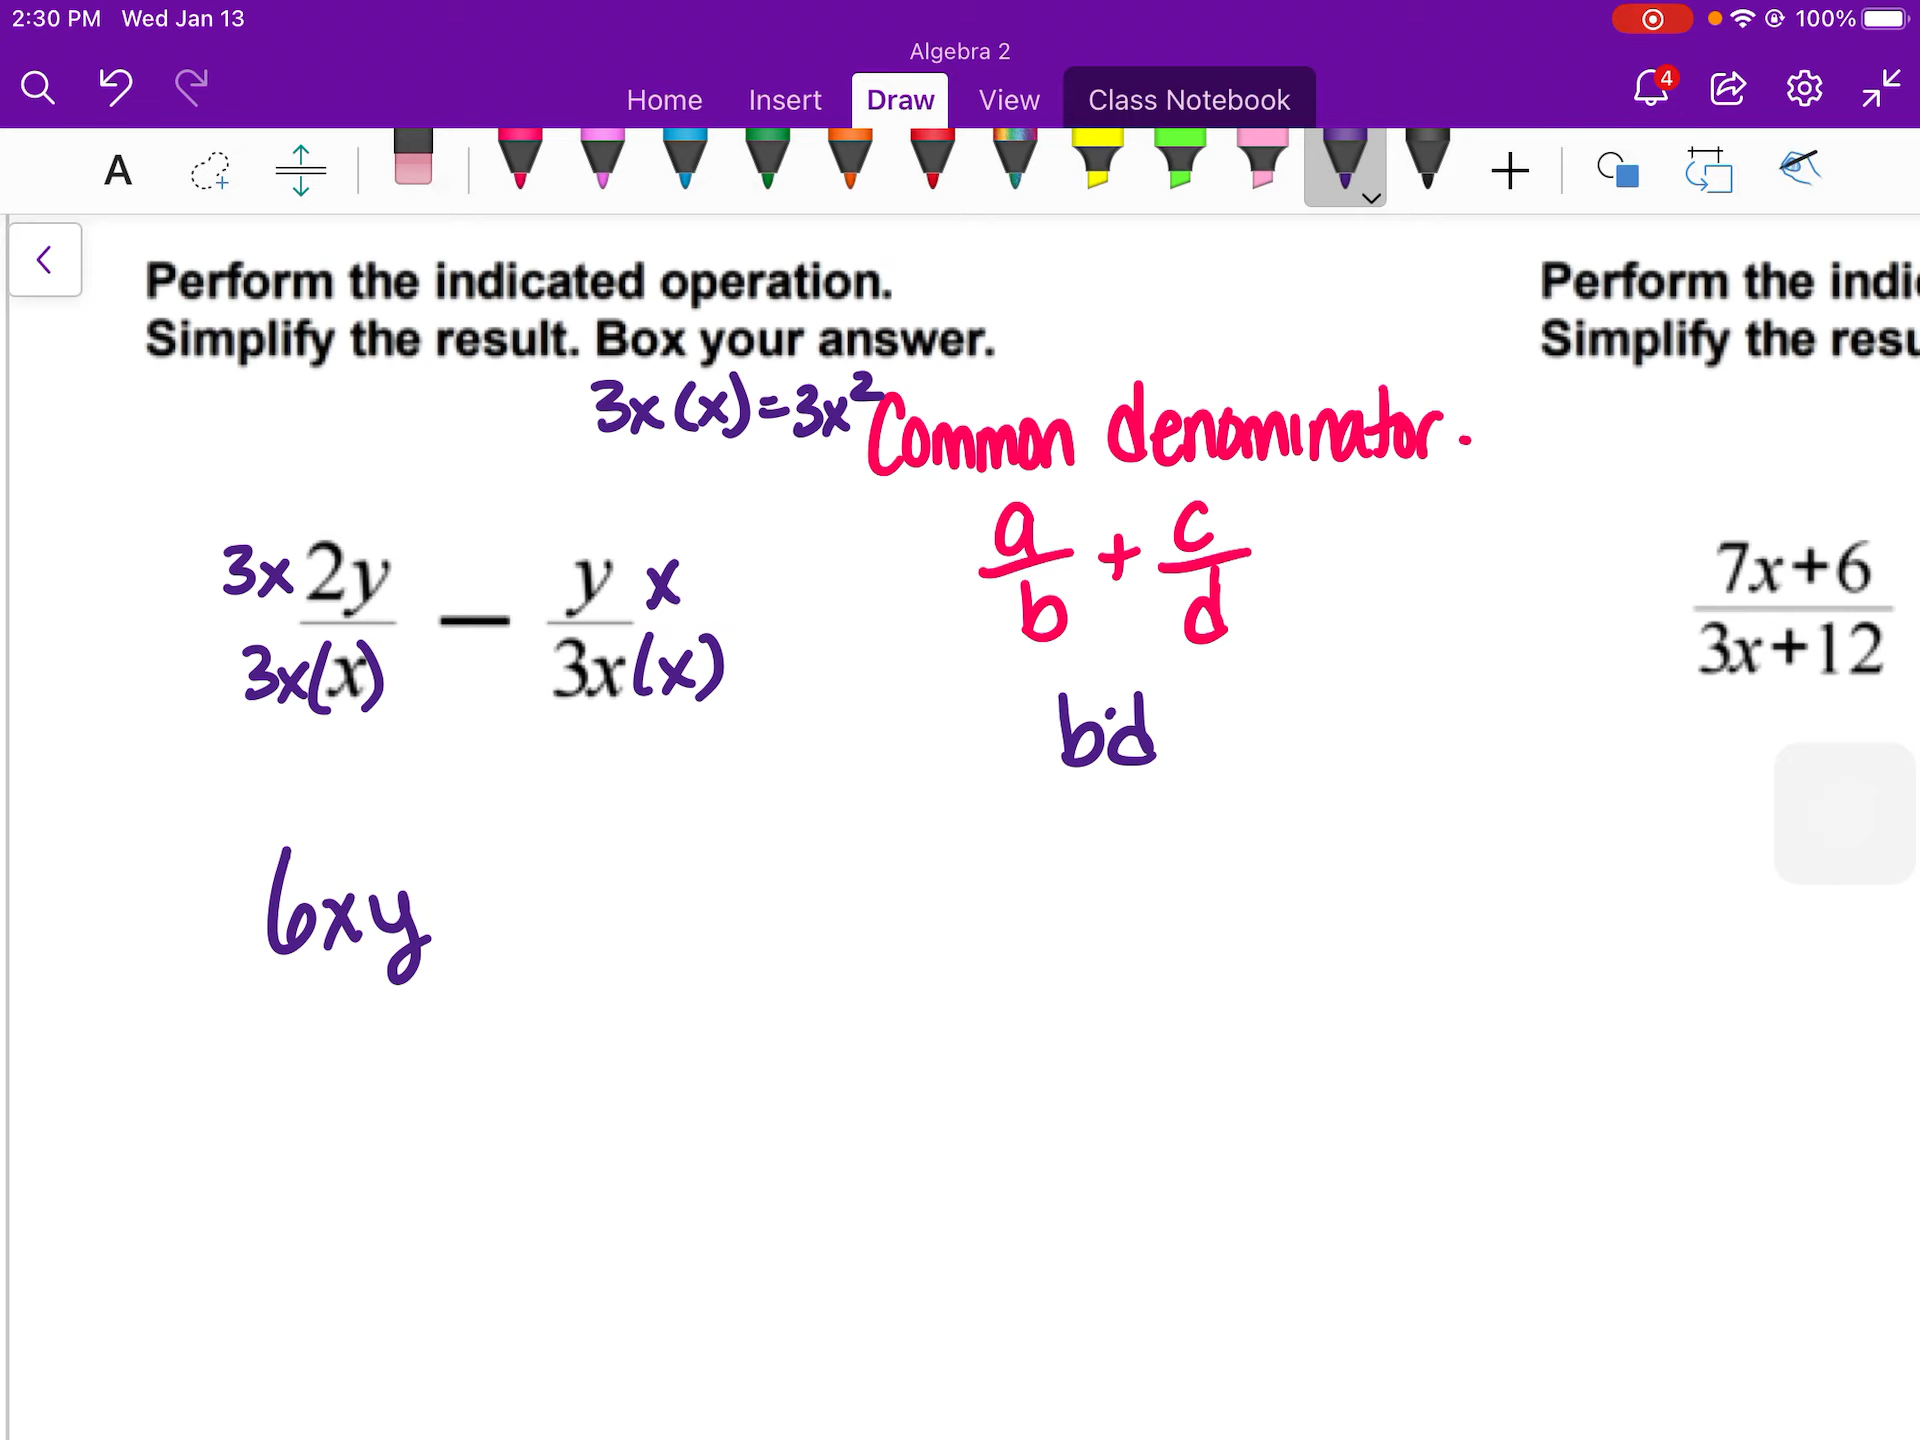 2:30 PM Wed Jan 13
100%
Algebra 2
Home Insert Draw View Class Notebook
4
A
Perform the indicated operation.
Simplify the result. Box your answer.
Perform the indi
Simplify the resu
3x(x)=3x²
Common denominator.
3x 2y/3x(x) — y x/3x(x)
a/b + c/d
7x+6/3x+12
b·d
6xy